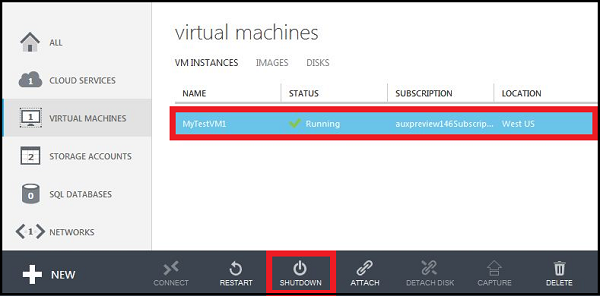 ALL
1 CLOUD SERVICES
1 VIRTUAL MACHINES
2 STORAGE ACCOUNTS
0 SQL DATABASES
<1> NETWORKS
virtual machines
VM INSTANCES IMAGES DISKS
NAME STATUS SUBSCRIPTION LOCATION
MyTestVM1 Running auxpreview146Subscrip... West US
NEW CONNECT RESTART SHUTDOWN ATTACH DETACH DISK CAPTURE DELETE